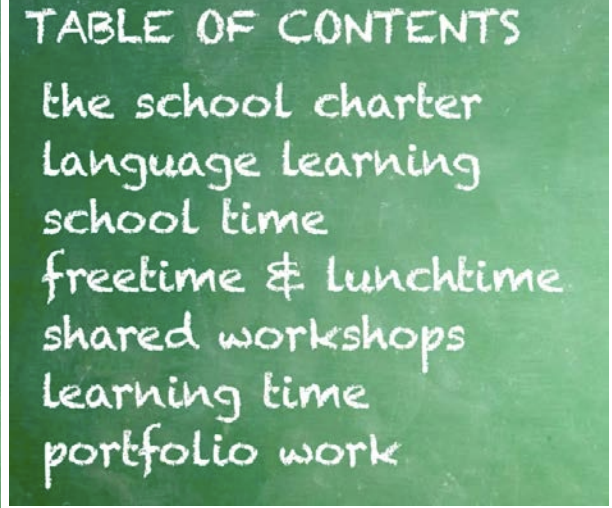 TABLE OF CONTENTS
the school charter
language learning
school time
freetime & lunchtime
shared workshops
learning time
portfolio work